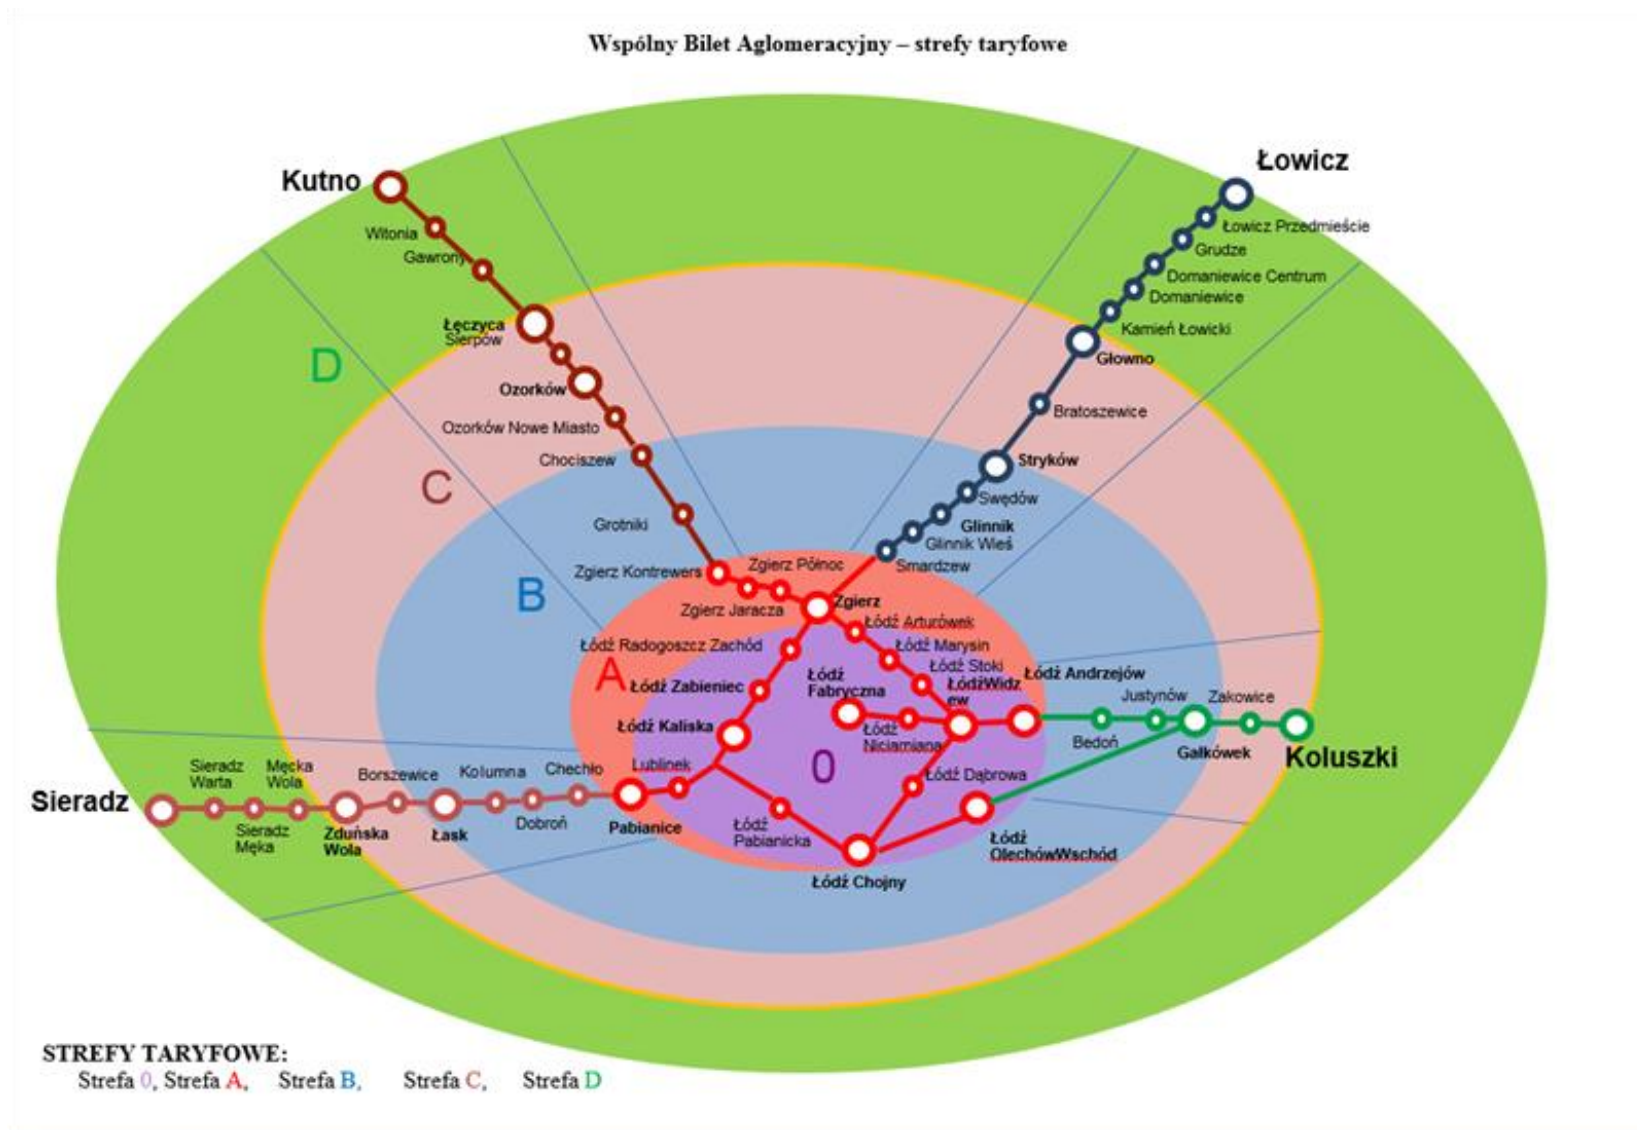 Wspólny Bilet Aglomeracyjny – strefy taryfowe
Kutno
Łowicz
Witonia
Gawrony
Łowicz Przedmieście
Grudze
Domaniewice Centrum
Domaniewice
Kamień Łowicki
Łęczyca
Sierpów
Głowno
D
Ozorków
Bratoszewice
Ozorków Nowe Miasto
Chociszew
Stryków
C
Swędów
Grotniki
Glinnik
Glinnik Wieś
Zgierz Kontrewers
Zgierz Północ
Smardzew
B
Zgierz Jaracza
Zgierz
Łódź Arturówek
Łódź Radogoszcz Zachód
Łódź Marysin
A
Łódź Stoki
Łódź Żabieniec
Łódź
Fabryczna
ŁódźWidz
ew
Łódź Andrzejów
Justynów
Zakowice
Łódź Kaliska
Łódź
Niciarniana
Bedoń
Gałkówek
Koluszki
0
Łódź Dąbrowa
Sieradz
Sieradz
Warta
Męcka
Wola
Borszewice
Kolumna
Chechło
Lublinek
Sieradz
Męka
Zduńska
Wola
Łask
Dobroń
Pabianice
Łódź
Pabianicka
Łódź
OlechówWschód
Łódź Chojny
STREFY TARYFOWE:
Strefa 0, Strefa A, Strefa B, Strefa C, Strefa D